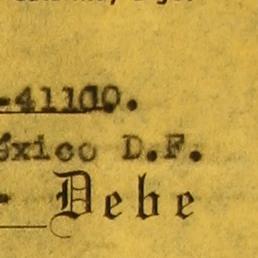 -41100.
éxico D.F.
- Debe